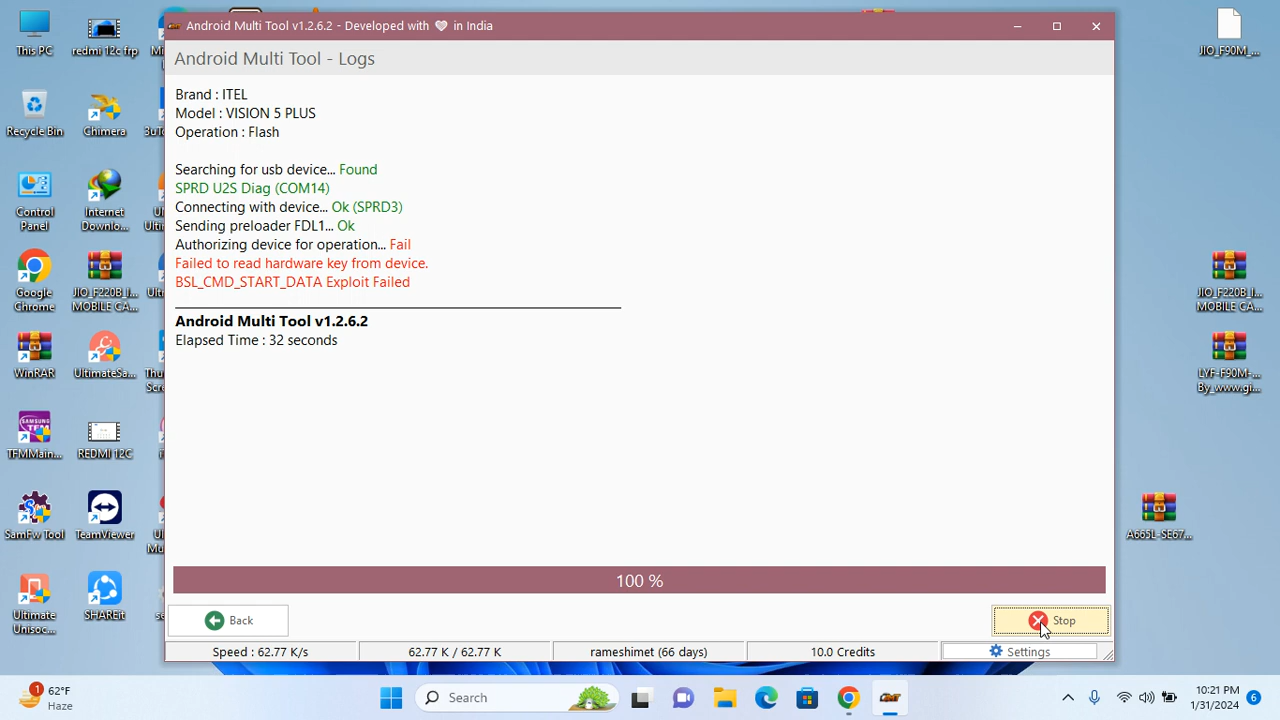 Android Multi Tool v1.2.6.2 - Developed with ❤ in India
Android Multi Tool - Logs
Brand : ITEL
Model : VISION 5 PLUS
Operation : Flash
Searching for usb device... Found
SPRD U2S Diag (COM14)
Connecting with device... Ok (SPRD3)
Sending preloader FDL1... Ok
Authorizing device for operation... Fail
Failed to read hardware key from device.
BSL_CMD_START_DATA Exploit Failed
Android Multi Tool v1.2.6.2
Elapsed Time : 32 seconds
100 %
Back
Stop
Speed : 62.77 K/s
62.77 K / 62.77 K
rameshimet (66 days)
10.0 Credits
Settings
This PC
redmi 12c frp
Recycle Bin
Chimera
Control
Panel
Internet
Downlo...
Google
Chrome
JIO_F220B_I...
MOBILE CA...
WinRAR
UltimateSa...
TFMMain...
REDMI 12C
SamFw Tool
TeamViewer
Ultimate
Unisoc...
SHAREit
JIO_F90M_...
JIO_F220B_I...
MOBILE CA...
LYF-F90M-...
By_www.gi...
A665L-SE67...
1
62°F
Haze
Search
10:21 PM
1/31/2024
6